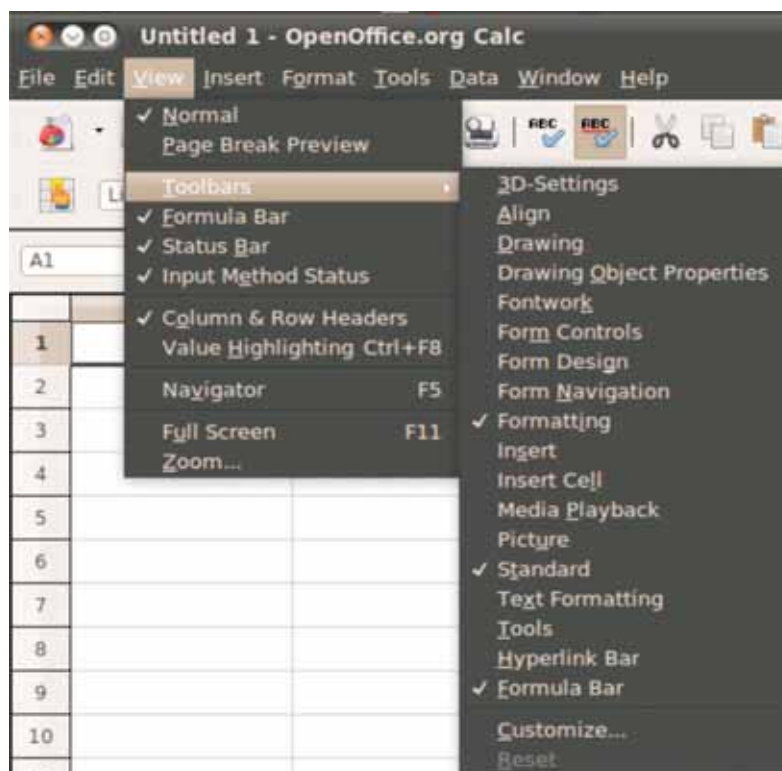 Untitled 1 - OpenOffice.org Calc
File Edit View Insert Format Tools Data Window Help
Normal
Page Break Preview
Toolbars
Formula Bar
Status Bar
Input Method Status
Column & Row Headers
Value Highlighting Ctrl+F8
Navigator F5
Full Screen F11
Zoom...
ABC ABC
3D-Settings
Align
Drawing
Drawing Object Properties
Fontwork
Form Controls
Form Design
Form Navigation
Formatting
Insert
Insert Cell
Media Playback
Picture
Standard
Text Formatting
Tools
Hyperlink Bar
Formula Bar
Customize...
Reset
A1
1
2
3
4
5
6
7
8
9
10